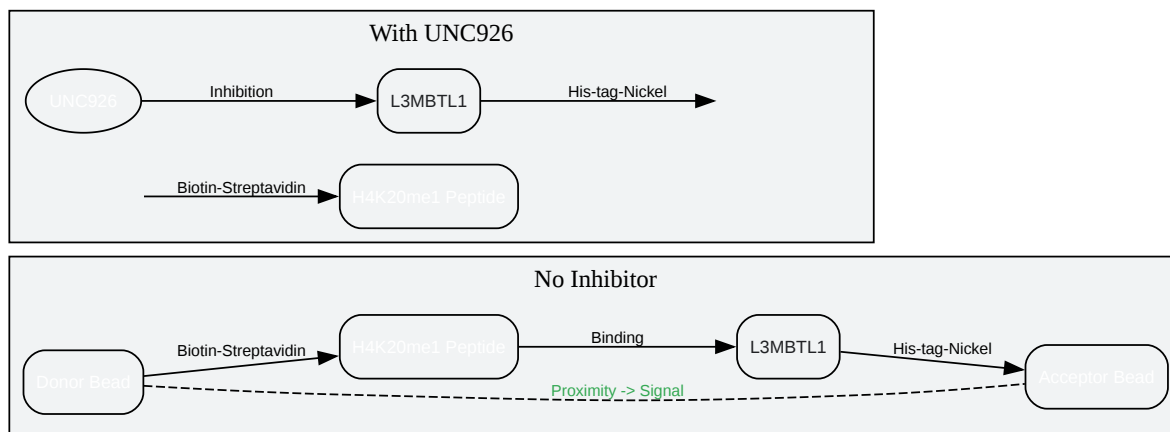 With UNC926
UNC926
Inhibition
L3MBTL1
His-tag-Nickel
Biotin-Streptavidin
H4K20me1 Peptide
No Inhibitor
Donor Bead
Biotin-Streptavidin
H4K20me1 Peptide
Binding
L3MBTL1
His-tag-Nickel
Acceptor Bead
Proximity -> Signal